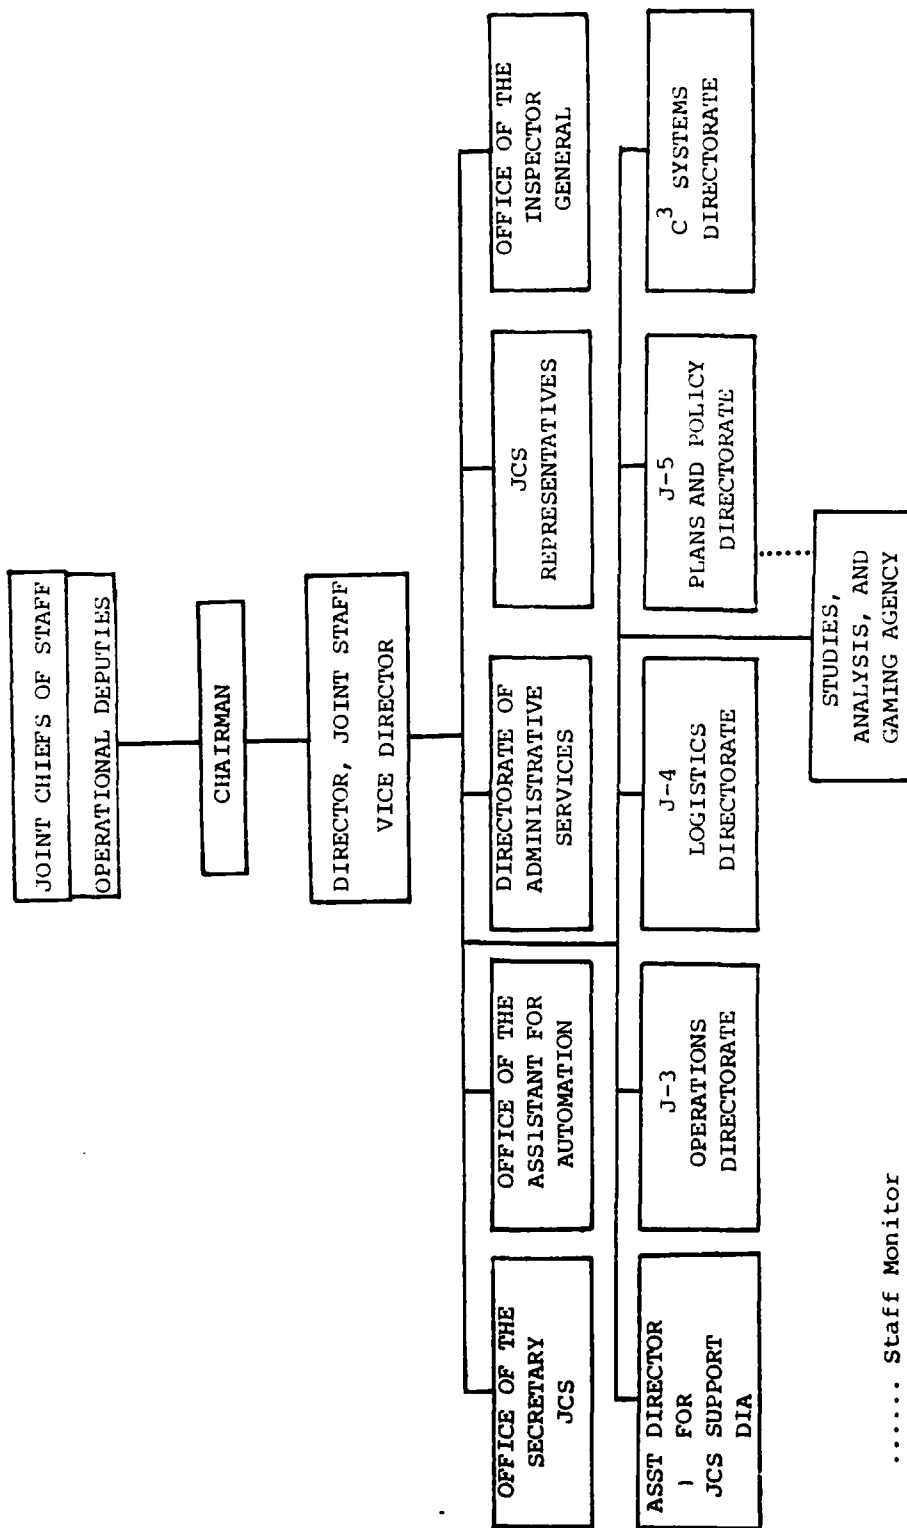 JOINT CHIEFS OF STAFF
OPERATIONAL DEPUTIES
CHAIRMAN
DIRECTOR, JOINT STAFF
VICE DIRECTOR
OFFICE OF THE
SECRETARY
JCS
OFFICE OF THE
ASSISTANT FOR
AUTOMATION
DIRECTORATE OF
ADMINISTRATIVE
SERVICES
JCS
REPRESENTATIVES
OFFICE OF THE
INSPECTOR
GENERAL
ASST DIRECTOR
FOR
JCS SUPPORT
DIA
J-3
OPERATIONS
DIRECTORATE
J-4
LOGISTICS
DIRECTORATE
J-5
PLANS AND POLICY
DIRECTORATE
C³ SYSTEMS
DIRECTORATE
STUDIES,
ANALYSIS, AND
GAMING AGENCY
...... Staff Monitor